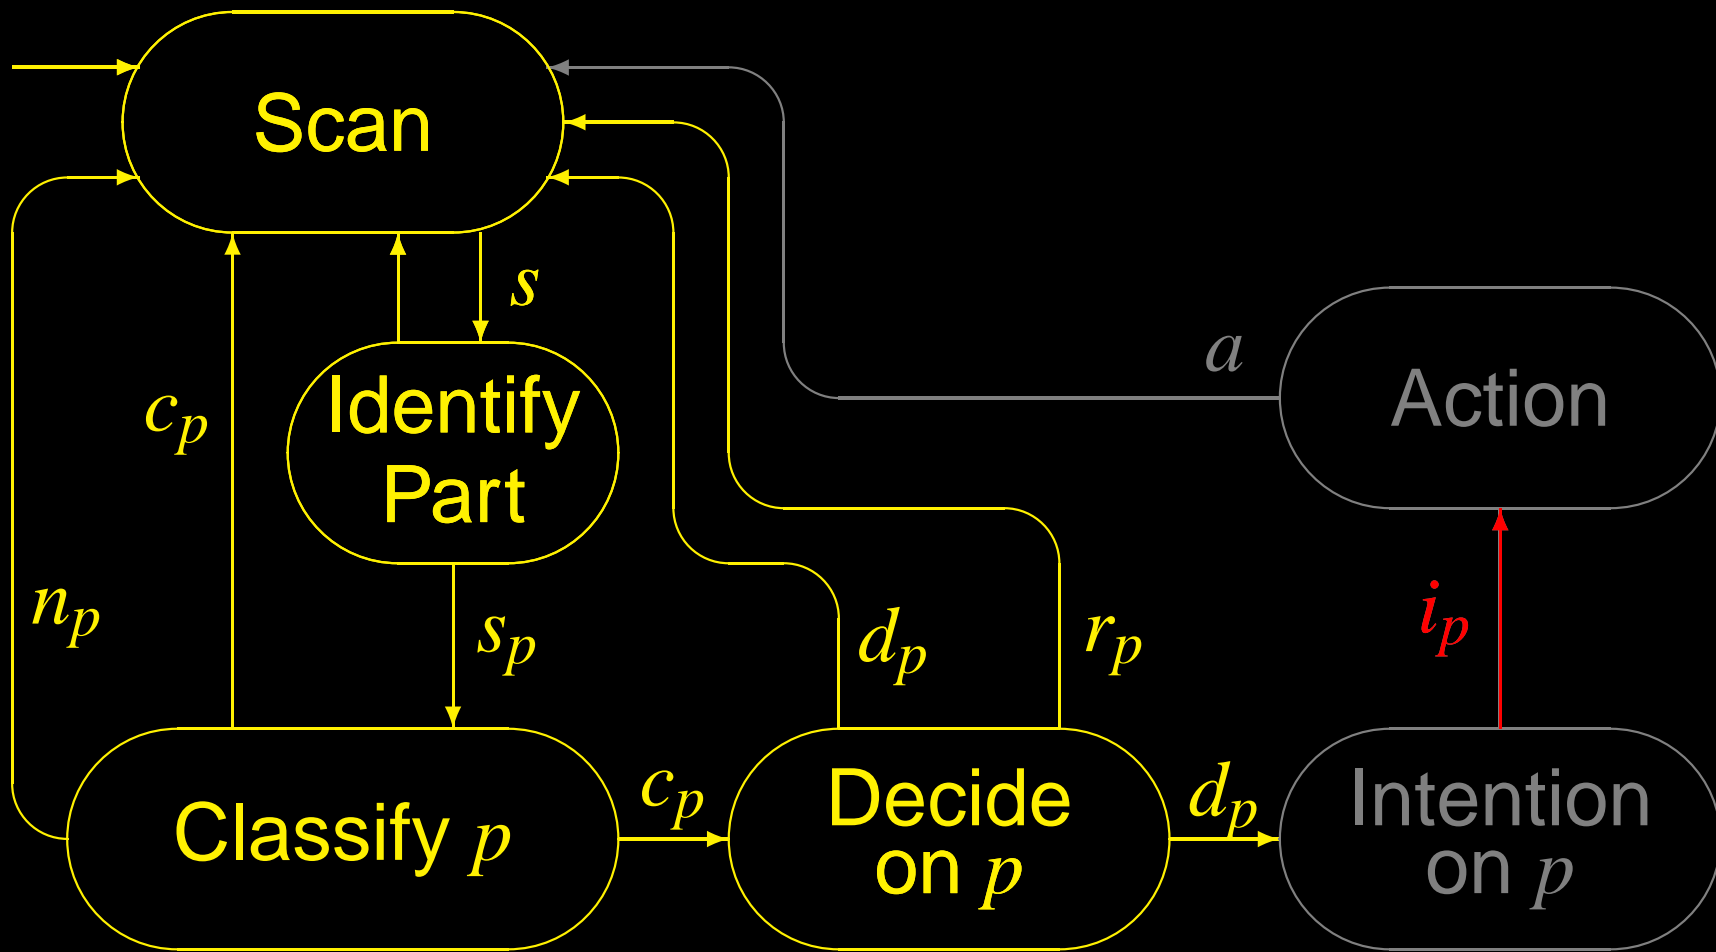 Scan
s
a
Action
c_p
Identify
Part
n_p
s_p
d_p
r_p
i_p
Classify p
c_p
Decide
on p
d_p
Intention
on p